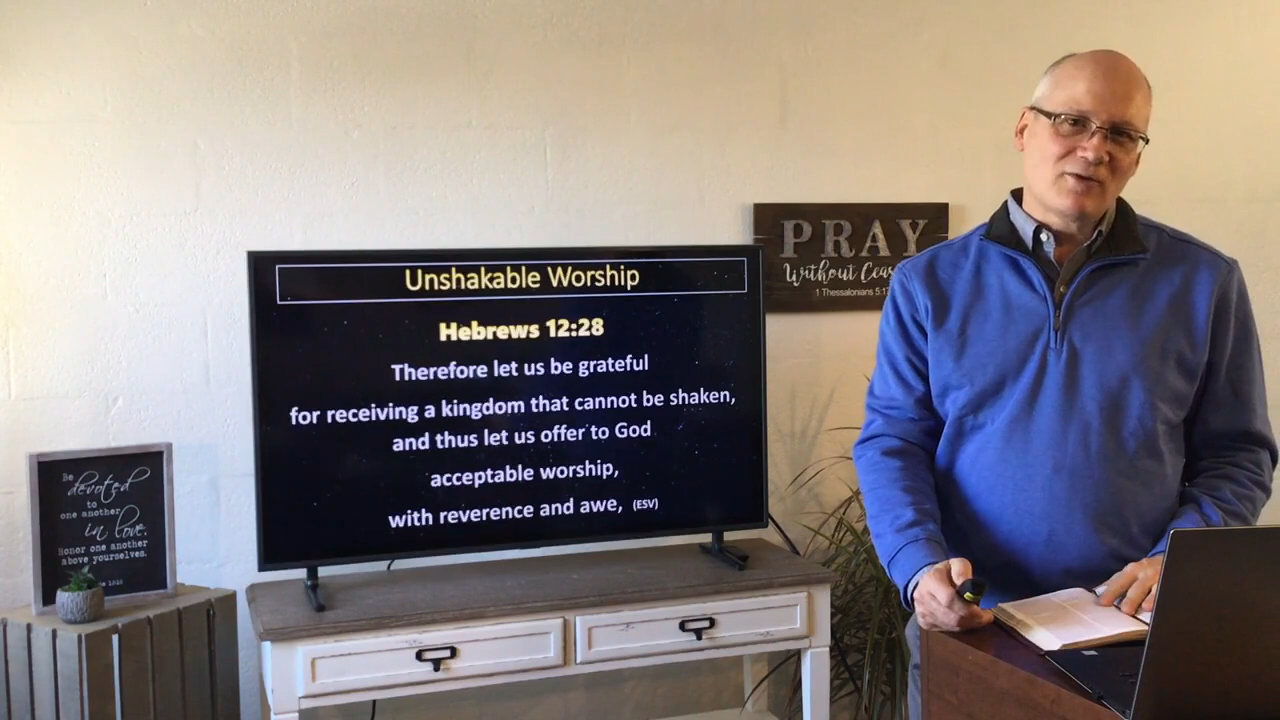 Unshakable Worship
Hebrews 12:28
Therefore let us be grateful
for receiving a kingdom that cannot be shaken,
and thus let us offer to God
acceptable worship,
with reverence and awe, (ESV)
PRAY
Without
1 Thessalonians 5:17
Be
devoted
to
one another
in love.
Honor one another
above yourselves.